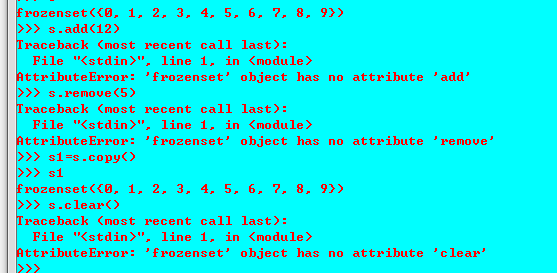 frozenset({0, 1, 2, 3, 4, 5, 6, 7, 8, 9})
>>> s.add(12)
Traceback (most recent call last):
  File "<stdin>", line 1, in <module>
AttributeError: 'frozenset' object has no attribute 'add'
>>> s.remove(5)
Traceback (most recent call last):
  File "<stdin>", line 1, in <module>
AttributeError: 'frozenset' object has no attribute 'remove'
>>> s1=s.copy()
>>> s1
frozenset({0, 1, 2, 3, 4, 5, 6, 7, 8, 9})
>>> s.clear()
Traceback (most recent call last):
  File "<stdin>", line 1, in <module>
AttributeError: 'frozenset' object has no attribute 'clear'
>>>